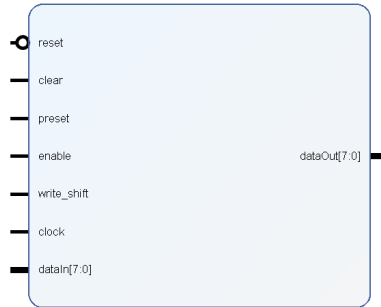 reset
clear
preset
enable
dataOut[7:0]
write_shift
clock
dataIn[7:0]